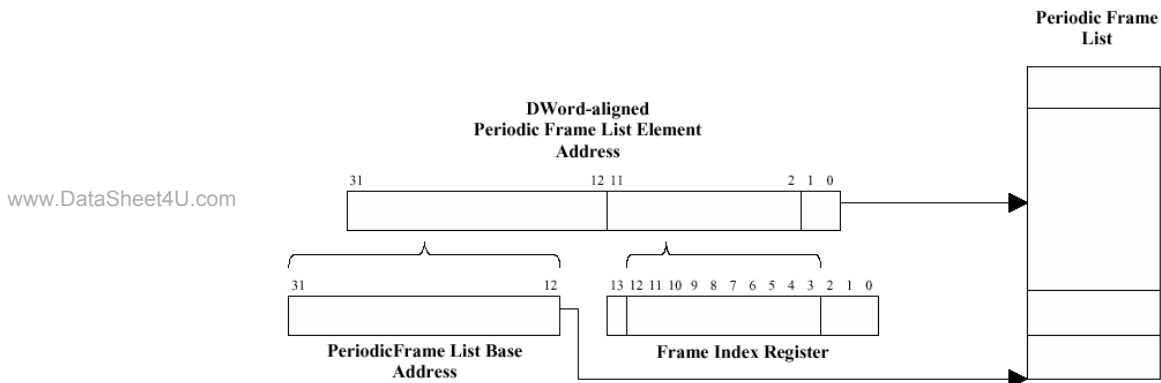 Periodic Frame
List
DWord-aligned
Periodic Frame List Element
Address
www.DataSheet4U.com
31 12 11 2 1 0
31 12
13 12 11 10 9 8 7 6 5 4 3 2 1 0
PeriodicFrame List Base
Address
Frame Index Register